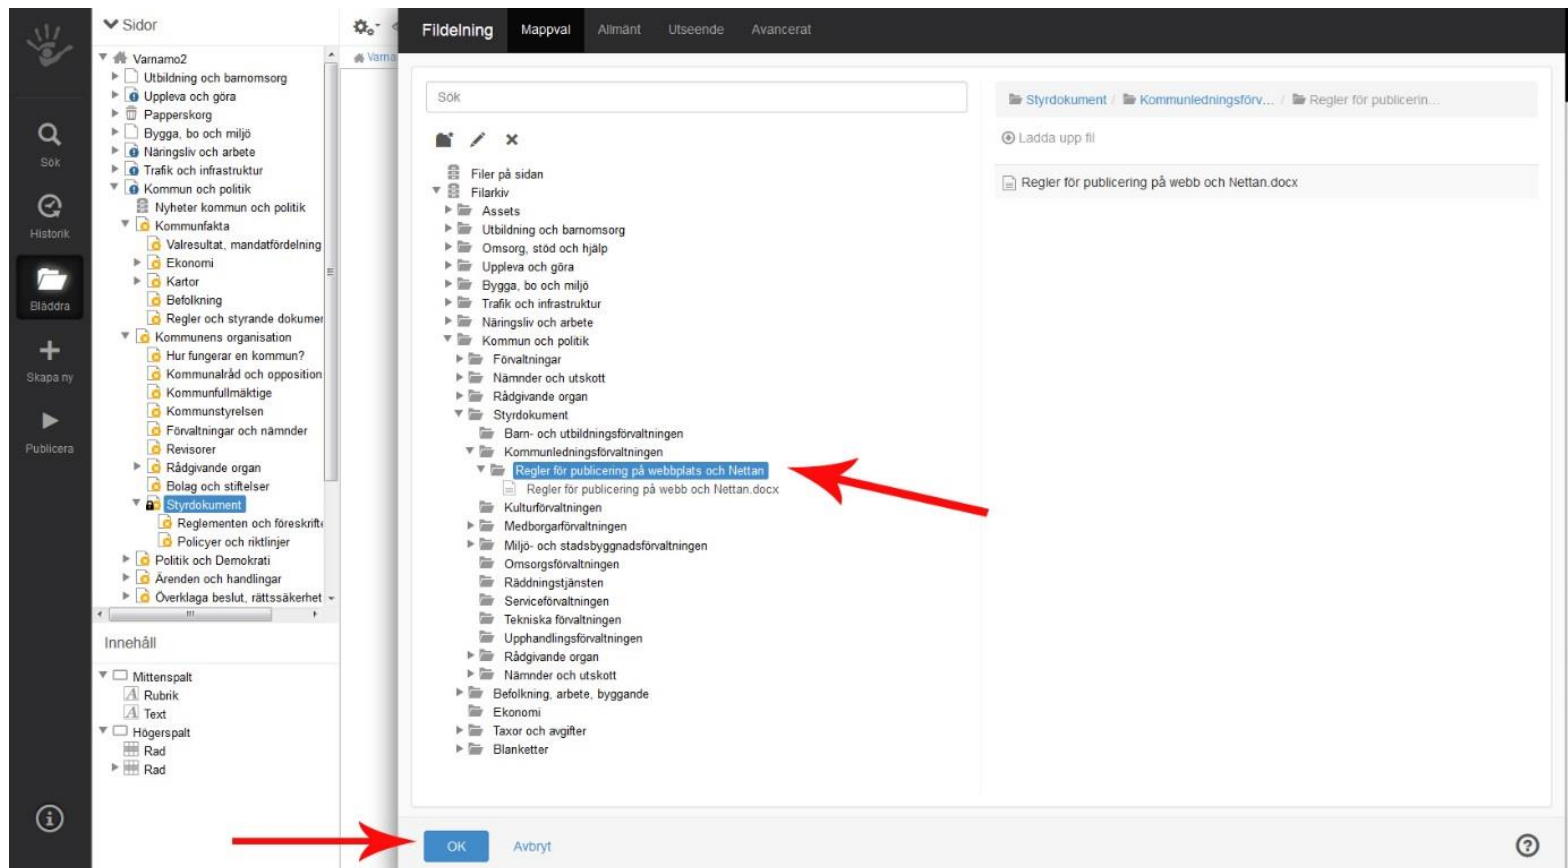 Sök
Historik
Bläddra
Skapa ny
Publicera
Sidor
Varnamo2
Utbildning och barnomsorg
Uppleva och göra
Papperskorg
Bygga, bo och miljö
Näringsliv och arbete
Trafik och infrastruktur
Kommun och politik
Nyheter kommun och politik
Kommunfakta
Valresultat, mandatfördelning
Ekonomi
Kartor
Befolkning
Regler och styrande dokumer
Kommunens organisation
Hur fungerar en kommun?
Kommunalråd och opposition
Kommunfullmäktige
Kommunstyrelsen
Förvaltningar och nämnder
Revisorer
Rådgivande organ
Bolag och stiftelser
Styrdokument
Reglementen och föreskrifte
Policyer och riktlinjer
Politik och Demokrati
Ärenden och handlingar
Överklaga beslut, rättssäkerhet
Innehåll
Mittenspalt
Rubrik
Text
Högerspalt
Rad
Rad
Varna
Fildelning Mappval Allmänt Utseende Avancerat
Sök
Filer på sidan
Filarkiv
Assets
Utbildning och barnomsorg
Omsorg, stöd och hjälp
Uppleva och göra
Bygga, bo och miljö
Trafik och infrastruktur
Näringsliv och arbete
Kommun och politik
Förvaltningar
Nämnder och utskott
Rådgivande organ
Styrdokument
Barn- och utbildningsförvaltningen
Kommunledningsförvaltningen
Regler för publicering på webbplats och Nettan
Regler för publicering på webb och Nettan.docx
Kulturförvaltningen
Medborgarförvaltningen
Miljö- och stadsbyggnadsförvaltningen
Omsorgsförvaltningen
Räddningstjänsten
Serviceförvaltningen
Tekniska förvaltningen
Upphandlingsförvaltningen
Rådgivande organ
Nämnder och utskott
Befolkning, arbete, byggande
Ekonomi
Taxor och avgifter
Blanketter
Styrdokument / Kommunledningsförv... / Regler för publicerin...
Ladda upp fil
Regler för publicering på webb och Nettan.docx
OK Avbryt